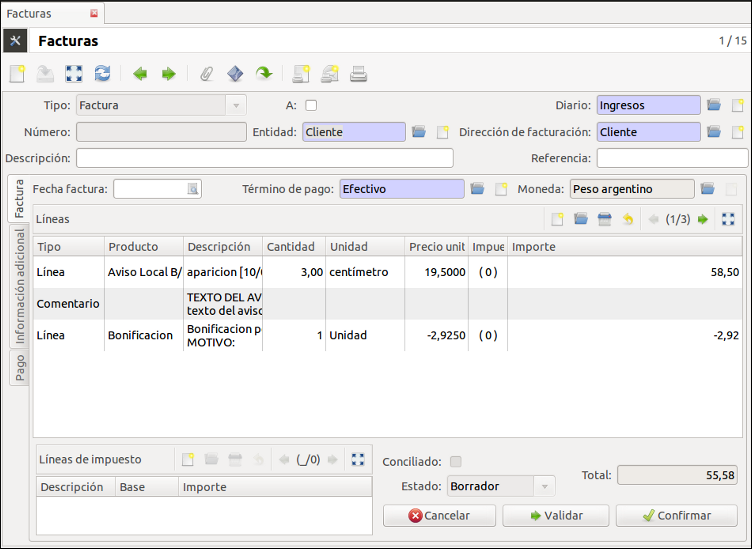 Facturas
Facturas 1 / 15
Tipo: Factura A: Diario: Ingresos
Número: Entidad: Cliente Dirección de facturación: Cliente
Descripción: Referencia:
Factura
Información adicional
Pago
Fecha factura: Término de pago: Efectivo Moneda: Peso argentino
Líneas (1/3)
Tipo Producto Descripción Cantidad Unidad Precio unit Impue Importe
Línea Aviso Local B/ aparicion [10/0 3,00 centímetro 19,5000 ( 0 ) 58,50
Comentario TEXTO DEL AV
texto del aviso
Línea Bonificacion Bonificacion p 1 Unidad -2,9250 ( 0 ) -2,92
MOTIVO:
Líneas de impuesto (_/0)
Descripción Base Importe
Conciliado:
Estado: Borrador Total: 55,58
Cancelar Validar Confirmar